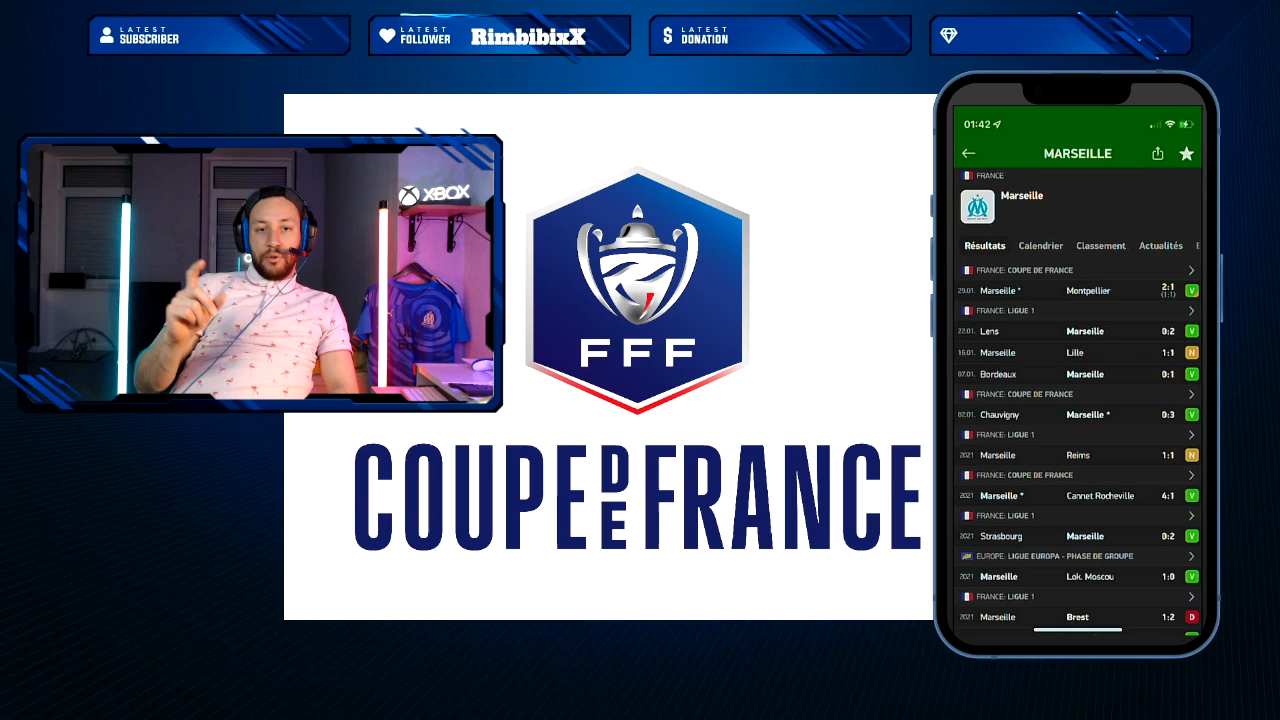 LATEST
SUBSCRIBER
LATEST
FOLLOWER
RimbibixX
LATEST
DONATION
XBOX
FFF
COUPE DE FRANCE
01:42
MARSEILLE
FRANCE
Marseille
Résultats Calendrier Classement Actualités
FRANCE: COUPE DE FRANCE
29.01. Marseille * Montpellier 2:1 (1:1) V
FRANCE: LIGUE 1
22.01. Lens Marseille 0:2 V
16.01. Marseille Lille 1:1 N
07.01. Bordeaux Marseille 0:1 V
FRANCE: COUPE DE FRANCE
02.01. Chauvigny Marseille * 0:3 V
FRANCE: LIGUE 1
2021 Marseille Reims 1:1 N
FRANCE: COUPE DE FRANCE
2021 Marseille * Cannet Rocheville 4:1 V
FRANCE: LIGUE 1
2021 Strasbourg Marseille 0:2 V
EUROPE: LIGUE EUROPA - PHASE DE GROUPE
2021 Marseille Lok. Moscou 1:0 V
FRANCE: LIGUE 1
2021 Marseille Brest 1:2 D